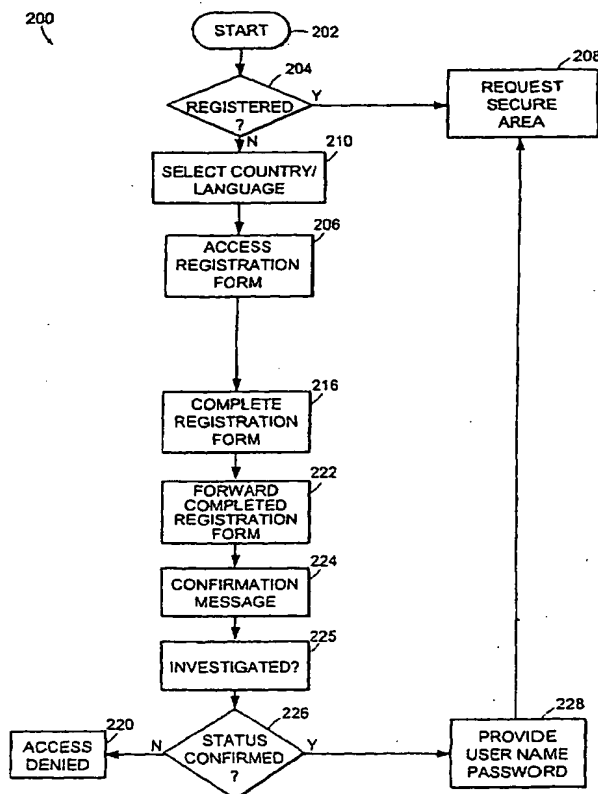 200
START
202
204
REGISTERED
?
Y
N
208
REQUEST
SECURE
AREA
210
SELECT COUNTRY/
LANGUAGE
206
ACCESS
REGISTRATION
FORM
216
COMPLETE
REGISTRATION
FORM
222
FORWARD
COMPLETED
REGISTRATION
FORM
224
CONFIRMATION
MESSAGE
225
INVESTIGATED?
226
STATUS
CONFIRMED
?
N
Y
220
ACCESS
DENIED
228
PROVIDE
USER NAME
PASSWORD